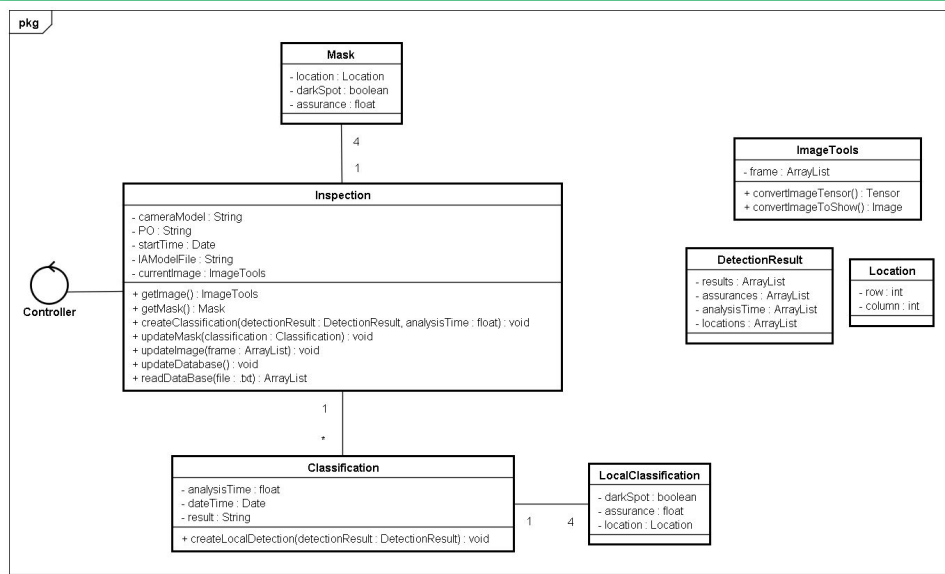 pkg
Mask
- location : Location
- darkSpot : boolean
- assurance : float
4
1
Inspection
- cameraModel : String
- PO : String
- startTime : Date
- IAModelFile : String
- currentImage : ImageTools
+ getImage() : ImageTools
+ getMask() : Mask
+ createClassification(detectionResult : DetectionResult, analysisTime : float) : void
+ updateMask(classification : Classification) : void
+ updateImage(frame : ArrayList) : void
+ updateDatabase() : void
+ readDataBase(file : .txt) : ArrayList
Controller
ImageTools
- frame : ArrayList
+ convertImageTensor() : Tensor
+ convertImageToShow() : Image
DetectionResult
- results : ArrayList
- assurances : ArrayList
- analysisTime : ArrayList
- locations : ArrayList
Location
- row : int
- column : int
1
*
Classification
- analysisTime : float
- dateTime : Date
- result : String
+ createLocalDetection(detectionResult : DetectionResult) : void
1
4
LocalClassification
- darkSpot : boolean
- assurance : float
- location : Location